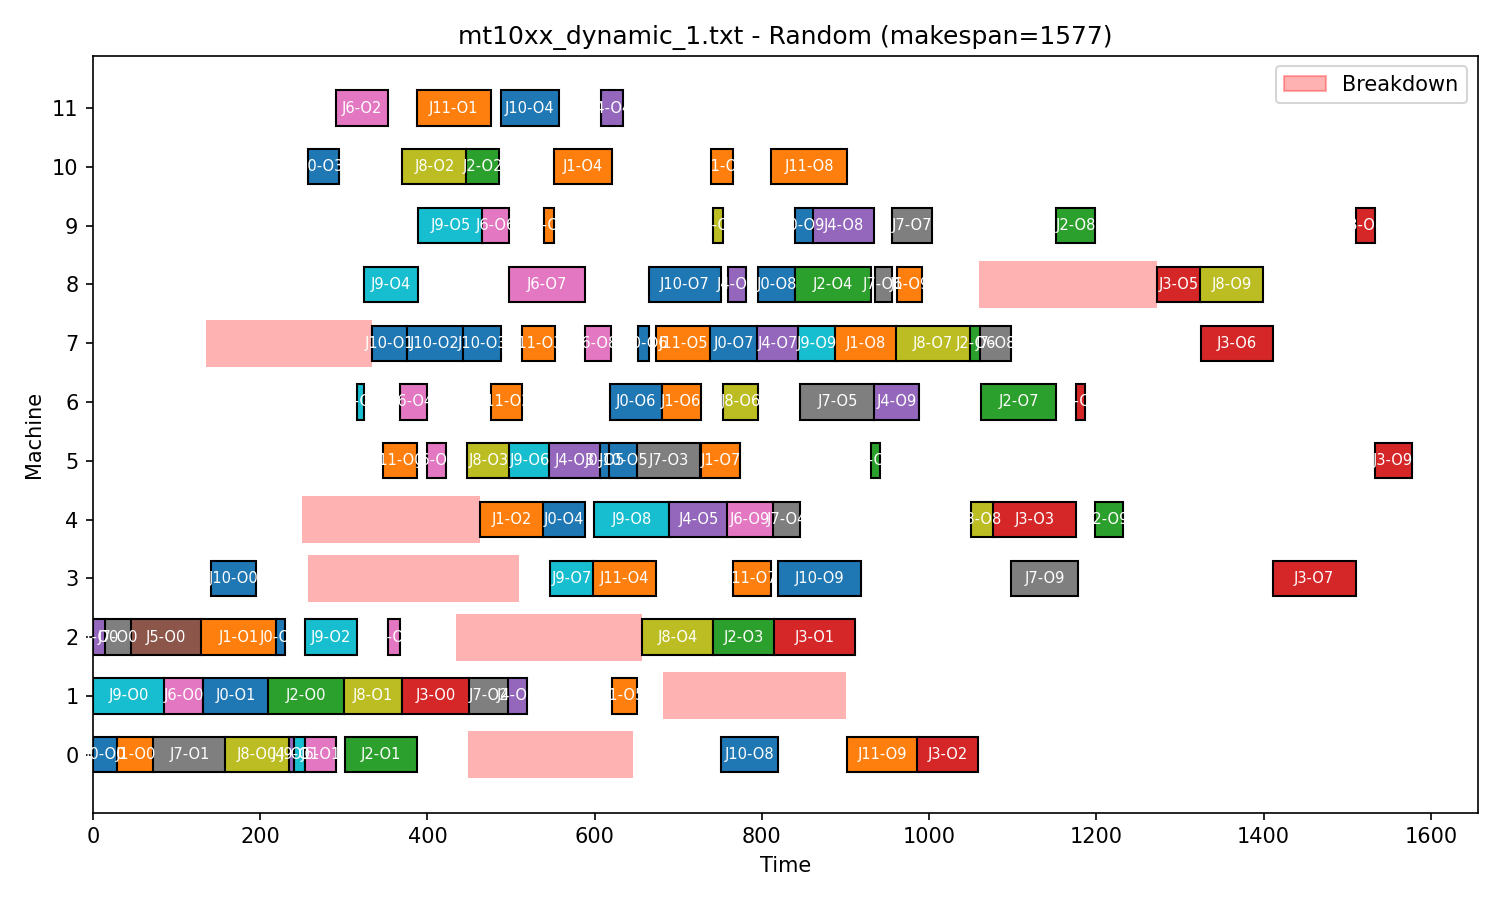 mt10xx_dynamic_1.txt - Random (makespan=1577)
Breakdown
11 J6-O2 J11-O1 J10-O4
10 J8-O2 J2-O2 J1-O4 J11-O8
9 J9-O5 J6-O6 J4-O8 J7-O7 J2-O8
8 J9-O4 J6-O7 J10-O7 J0-O8 J2-O4 J3-O5 J8-O9
7 J10-O1 J10-O2 J10-O3 J11-O5 J0-O7 J4-O7 J9-O9 J1-O8 J8-O7 J3-O6
6 J0-O6 J1-O6 J8-O6 J7-O5 J4-O9 J2-O7
5 J8-O3 J9-O6 J7-O3 J1-O7 J3-O9
4 J1-O2 J0-O4 J9-O8 J4-O5 J6-O9 J7-O4 J3-O3
3 J10-O0 J9-O7 J11-O4 J10-O9 J7-O9 J3-O7
2 J5-O0 J1-O1 J9-O2 J8-O4 J2-O3 J3-O1
1 J9-O0 J6-O0 J0-O1 J2-O0 J8-O1 J3-O0
0 J7-O1 J8-O0 J2-O1 J10-O8 J11-O9 J3-O2
0 200 400 600 800 1000 1200 1400 1600
Time
Machine